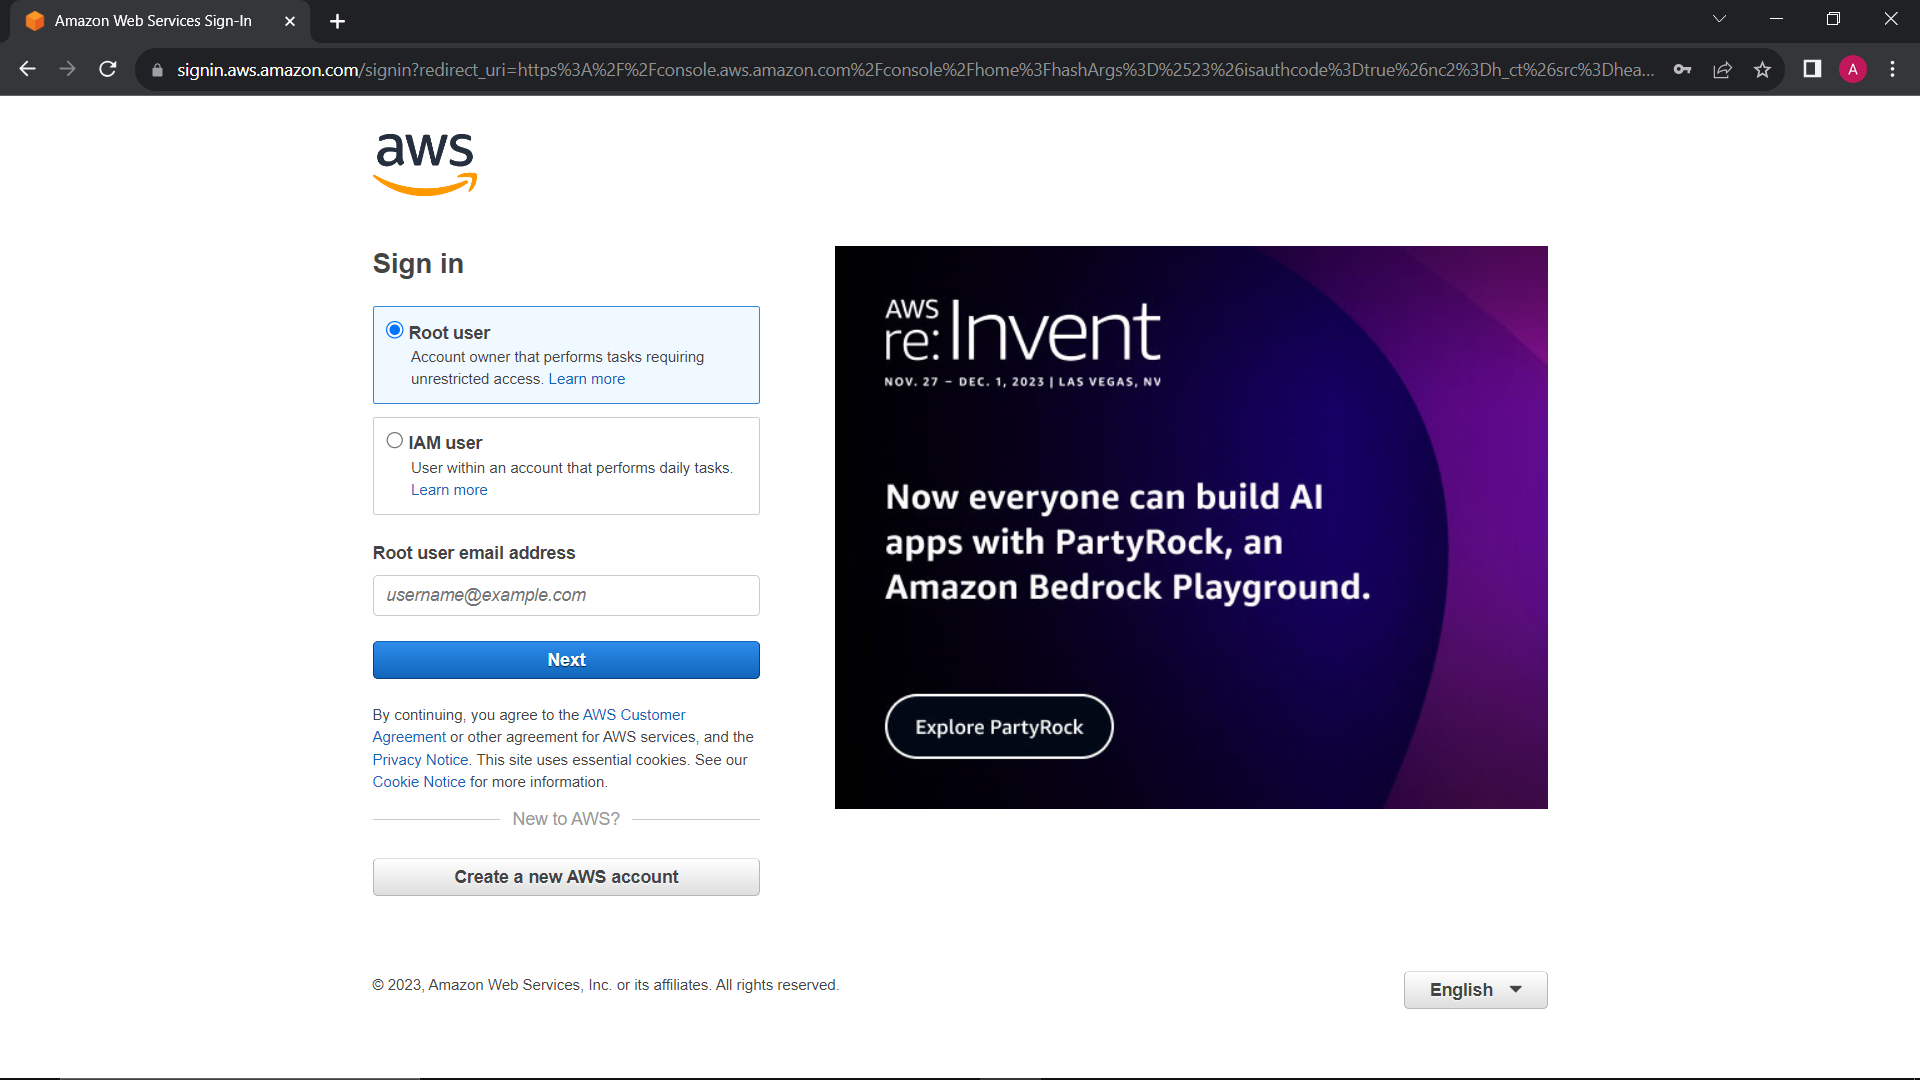 Amazon Web Services Sign-In
signin.aws.amazon.com/signin?redirect_uri=https%3A%2F%2Fconsole.aws.amazon.com%2Fconsole%2Fhome%3FhashArgs%3D%2523%26isauthcode%3Dtrue%26nc2%3Dh_ct%26src%3Dhea...
A
aws
Sign in
Root user
Account owner that performs tasks requiring
unrestricted access. Learn more
IAM user
User within an account that performs daily tasks.
Learn more
Root user email address
username@example.com
Next
By continuing, you agree to the AWS Customer
Agreement or other agreement for AWS services, and the
Privacy Notice. This site uses essential cookies. See our
Cookie Notice for more information.
New to AWS?
Create a new AWS account
AWS
re:Invent
NOV. 27 – DEC. 1, 2023 | LAS VEGAS, NV
Now everyone can build AI
apps with PartyRock, an
Amazon Bedrock Playground.
Explore PartyRock
© 2023, Amazon Web Services, Inc. or its affiliates. All rights reserved.
English